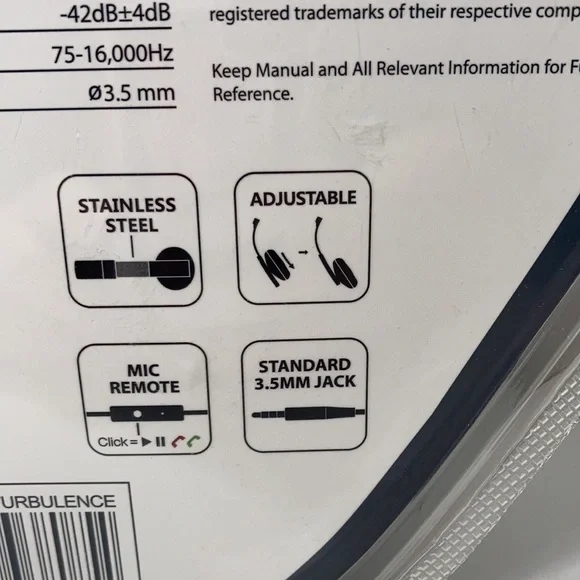 -42dB±4dB
75-16,000Hz
Ø3.5 mm
registered trademarks of their respective
Keep Manual and All Relevant Information for
Reference.
STAINLESS
STEEL
ADJUSTABLE
MIC
REMOTE
Click=
STANDARD
3.5MM JACK
URBULENCE